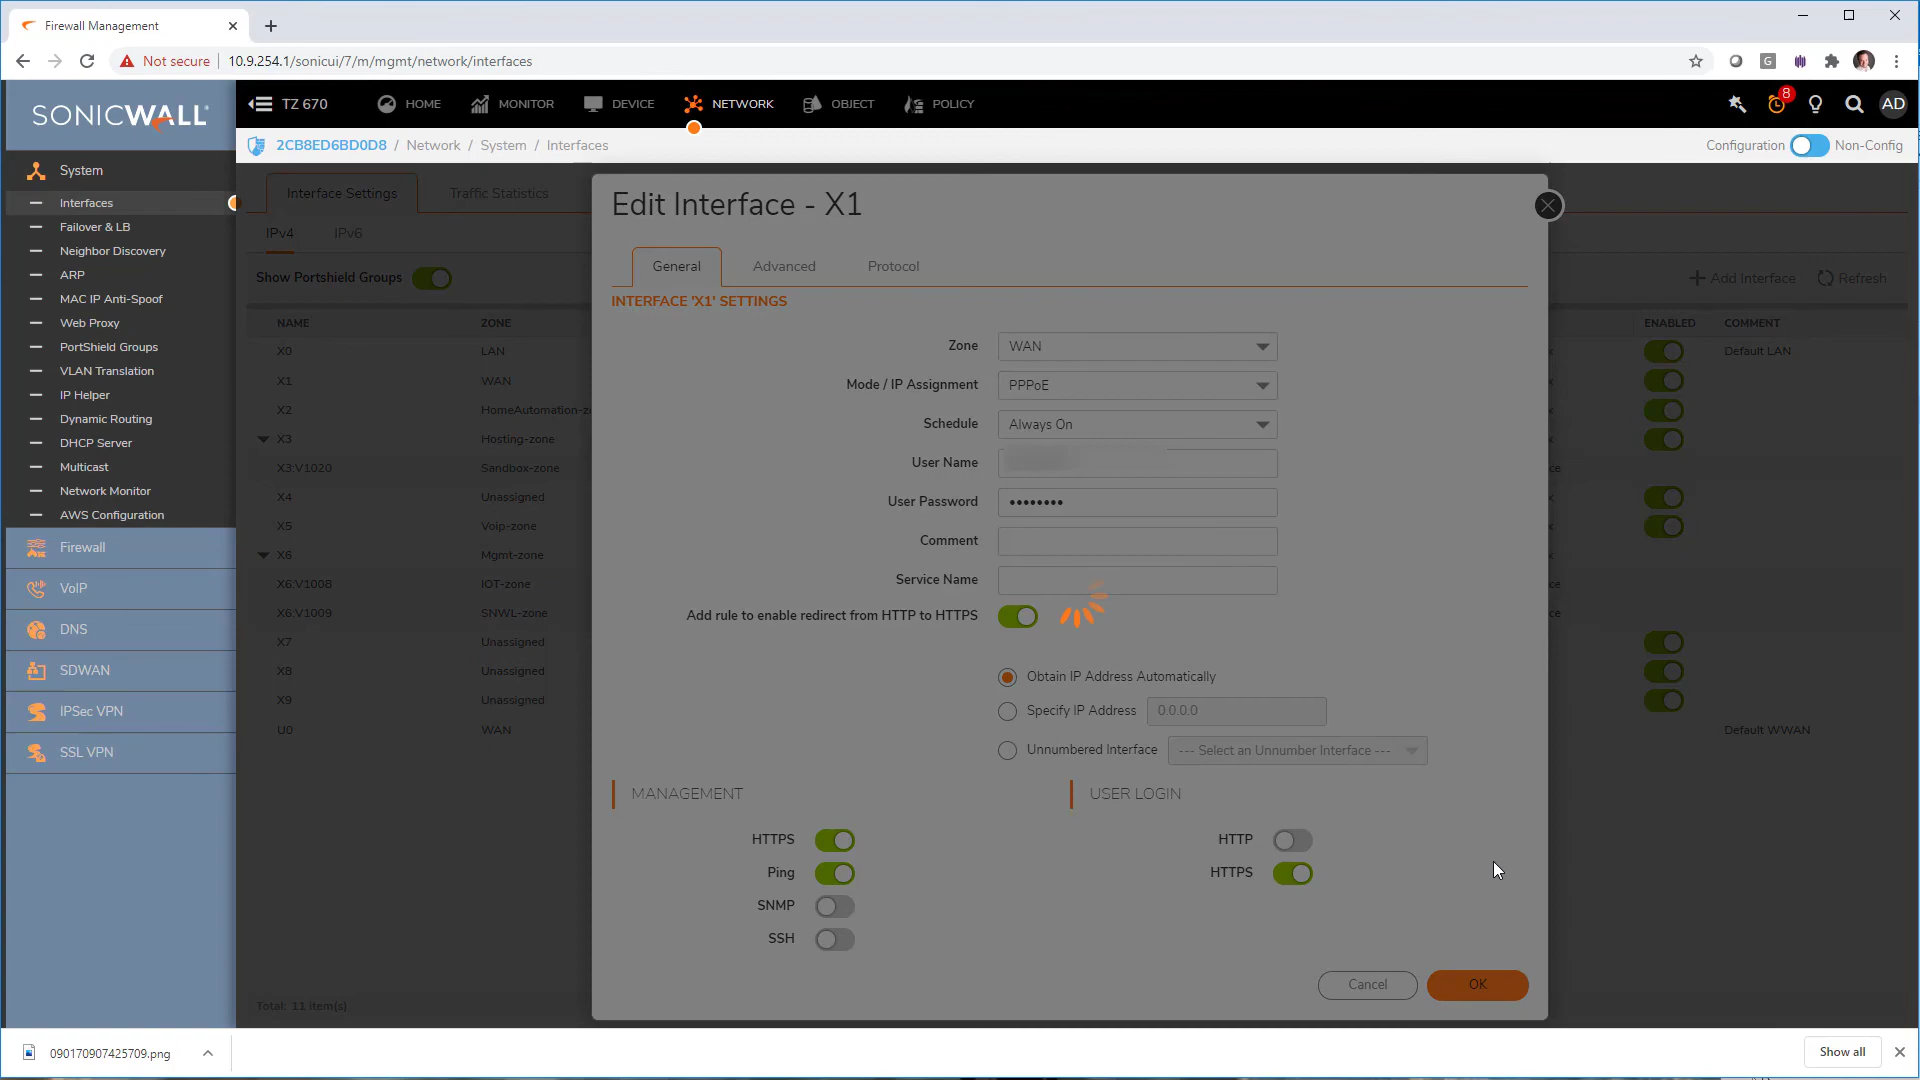 Firewall Management
Not secure
10.9.254.1/sonicui/7/m/mgmt/network/interfaces
G
SONICWALL
TZ 670
HOME
MONITOR
DEVICE
NETWORK
OBJECT
POLICY
8
AD
2CB8ED6BD0D8 / Network / System / Interfaces
Configuration
Non-Config
System
Interfaces
Failover & LB
Neighbor Discovery
ARP
MAC IP Anti-Spoof
Web Proxy
PortShield Groups
VLAN Translation
IP Helper
Dynamic Routing
DHCP Server
Multicast
Network Monitor
AWS Configuration
Firewall
VoIP
DNS
SDWAN
IPSec VPN
SSL VPN
Interface Settings
Traffic Statistics
IPv4
IPv6
Show Portshield Groups
Add Interface
Refresh
NAME ZONE ENABLED COMMENT
X0 LAN Default LAN
X1 WAN
X2 HomeAutomation-z
X3 Hosting-zone
X3:V1020 Sandbox-zone
X4 Unassigned
X5 Voip-zone
X6 Mgmt-zone
X6:V1008 IOT-zone
X6:V1009 SNWL-zone
X7 Unassigned
X8 Unassigned
X9 Unassigned
U0 WAN Default WWAN
Total: 11 item(s)
Edit Interface - X1
General
Advanced
Protocol
INTERFACE 'X1' SETTINGS
Zone WAN
Mode / IP Assignment PPPoE
Schedule Always On
User Name
User Password ••••••••
Comment
Service Name
Add rule to enable redirect from HTTP to HTTPS
Obtain IP Address Automatically
Specify IP Address 0.0.0.0
Unnumbered Interface --- Select an Unnumber Interface ---
MANAGEMENT
HTTPS
Ping
SNMP
SSH
USER LOGIN
HTTP
HTTPS
Cancel
OK
090170907425709.png
Show all